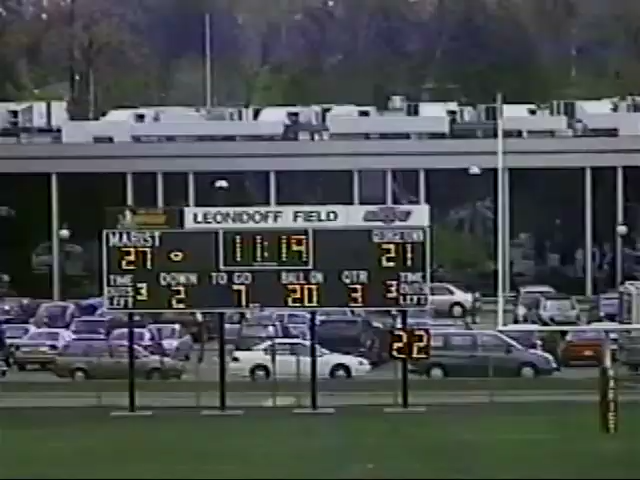 LEONIDOFF FIELD
MARIST 11:14 GEORGETOWN
27 21
TIME DOWN TO GO BALL ON QTR TIME
OUTS LEFT 3 2 7 20 3 3 OUTS LEFT
22